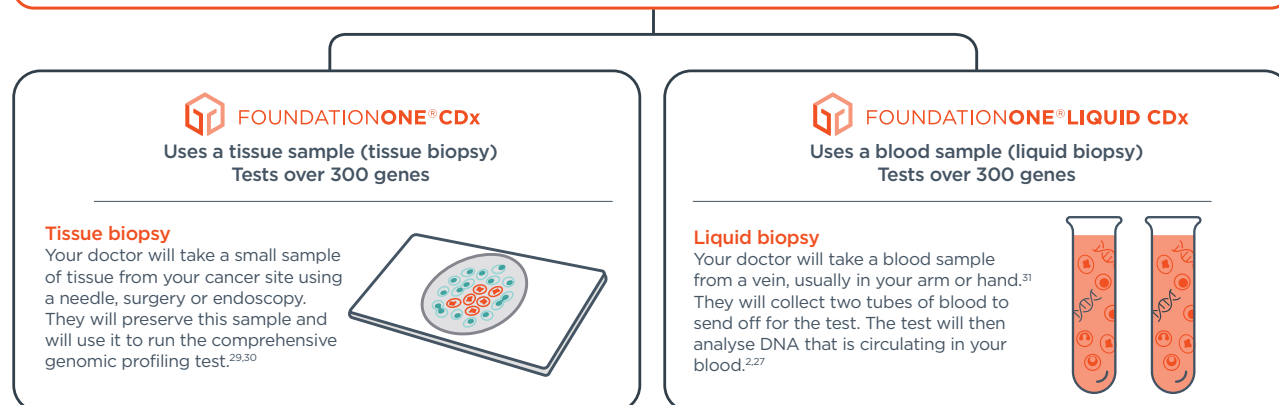 FOUNDATIONONE®CDx
Uses a tissue sample (tissue biopsy)
Tests over 300 genes
Tissue biopsy
Your doctor will take a small sample
of tissue from your cancer site using
a needle, surgery or endoscopy.
They will preserve this sample and
will use it to run the comprehensive
genomic profiling test.29,30
FOUNDATIONONE®LIQUID CDx
Uses a blood sample (liquid biopsy)
Tests over 300 genes
Liquid biopsy
Your doctor will take a blood sample
from a vein, usually in your arm or hand.31
They will collect two tubes of blood to
send off for the test. The test will then
analyse DNA that is circulating in your
blood.2,27